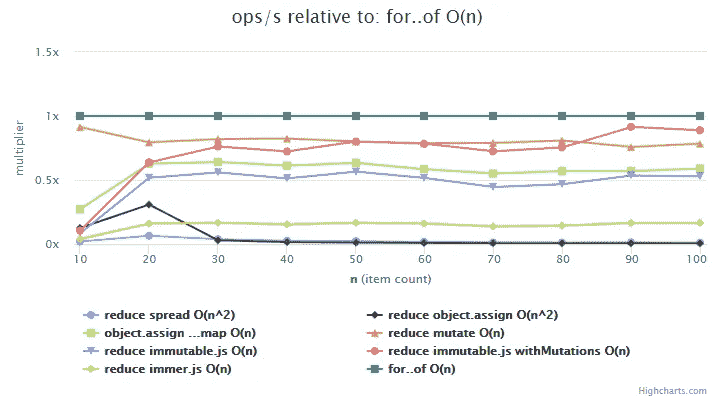 ops/s relative to: for..of O(n)
1.5x
1x
0.5x
0x
multiplier
10 20 30 40 50 60 70 80 90 100
n (item count)
reduce spread O(n^2) reduce object.assign O(n^2)
object.assign ...map O(n) reduce mutate O(n)
reduce immutable.js O(n) reduce immutable.js withMutations O(n)
reduce immer.js O(n) for..of O(n)
Highcharts.com